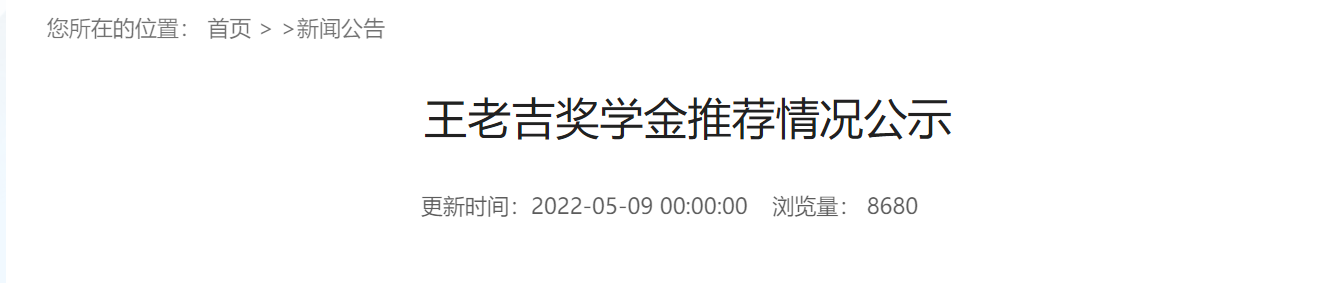 您所在的位置： 首页 > >新闻公告
王老吉奖学金推荐情况公示
更新时间：2022-05-09 00:00:00 浏览量： 8680